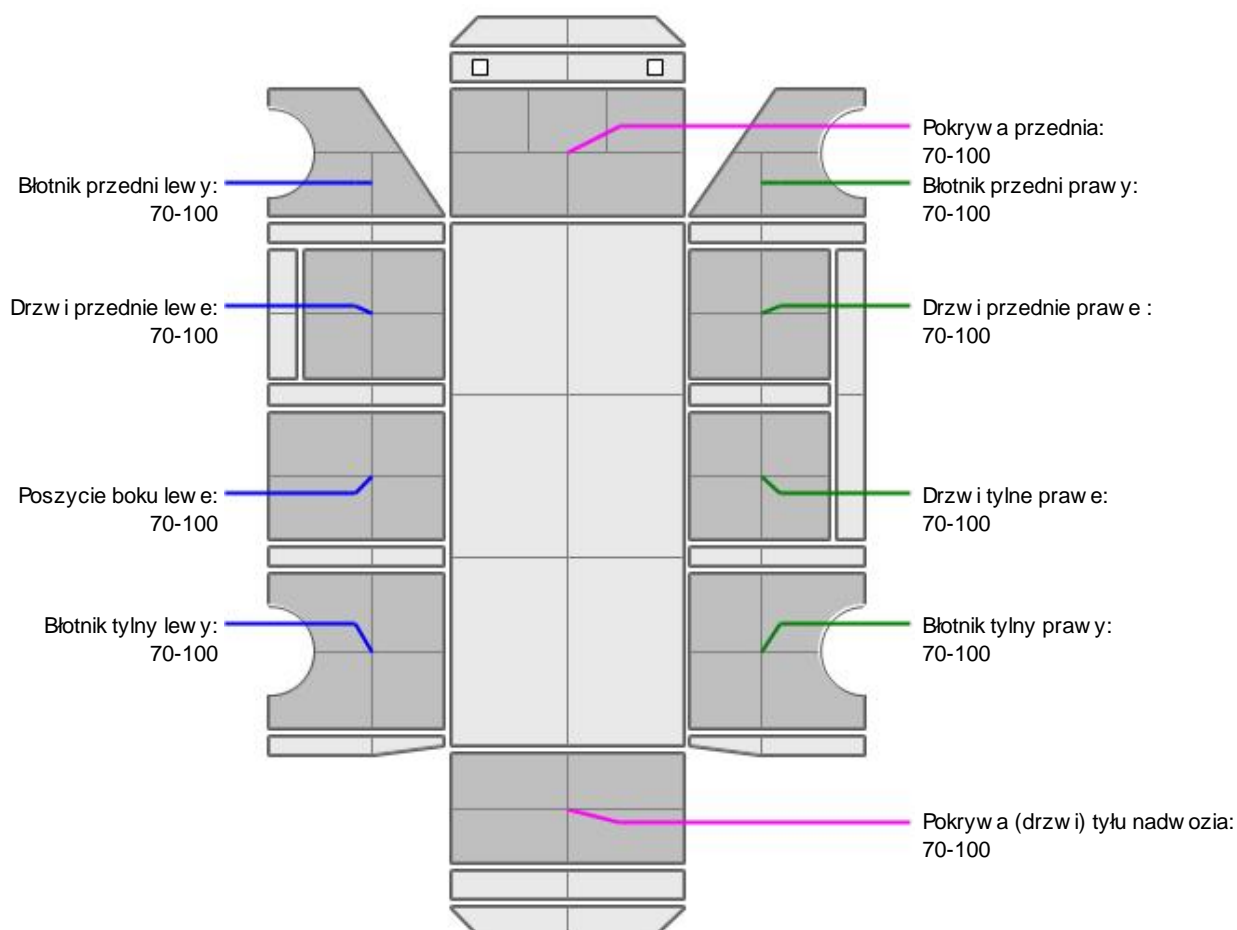 Pokrywa przednia:
70-100
Błotnik przedni lewy:
70-100
Błotnik przedni prawy:
70-100
Drzwi przednie lewe:
70-100
Drzwi przednie prawe :
70-100
Poszycie boku lewe:
70-100
Drzwi tylne prawe:
70-100
Błotnik tylny lewy:
70-100
Błotnik tylny prawy:
70-100
Pokrywa (drzwi) tyłu nadwozia:
70-100